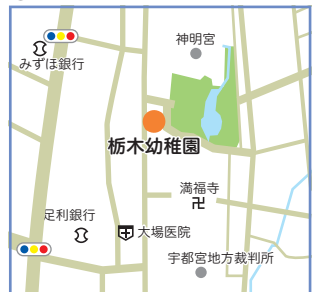 神明宮
みずほ銀行
栃木幼稚園
満福寺
卍
足利銀行
大場医院
宇都宮地方裁判所